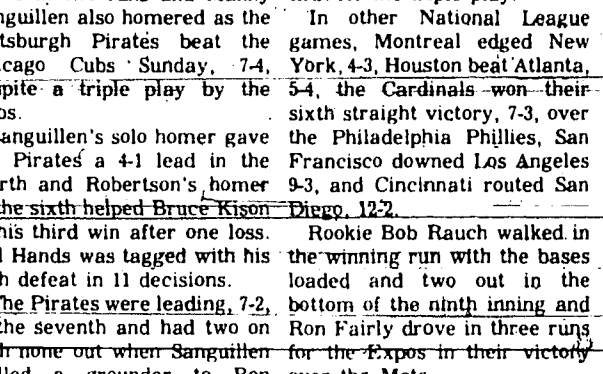 nguillen also homered as the
tsburgh Pirates beat the
cago Cubs Sunday, 7-4,
pite a triple play by the
os.
anguillen's solo homer gave
Pirates a 4-1 lead in the
rth and Robertson's homer
the sixth helped Bruce Kison
his third win after one loss.
l Hands was tagged with his
h defeat in 11 decisions.
he Pirates were leading, 7-2,
the seventh and had two on
h none out when Sanguillen
a grounder to Ron
In other National League
games, Montreal edged New
York, 4-3, Houston beat Atlanta,
5-4, the Cardinals won their
sixth straight victory, 7-3, over
the Philadelphia Phillies, San
Francisco downed Los Angeles
9-3, and Cincinnati routed San
Diego, 12-2.
Rookie Bob Rauch walked in
the winning run with the bases
loaded and two out in the
bottom of the ninth inning and
Ron Fairly drove in three runs
for the Expos in their victory
over the Mets